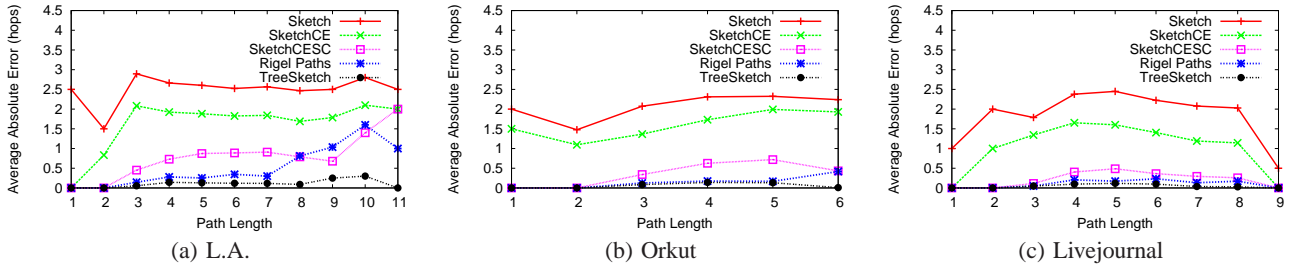 Average Absolute Error (hops)
4.5
4
3.5
3
2.5
2
1.5
1
0.5
0
Sketch
SketchCE
SketchCESC
Rigel Paths
TreeSketch
1 2 3 4 5 6 7 8 9 10 11
Path Length
(a) L.A.
Average Absolute Error (hops)
4.5
4
3.5
3
2.5
2
1.5
1
0.5
0
Sketch
SketchCE
SketchCESC
Rigel Paths
TreeSketch
1 2 3 4 5 6
Path Length
(b) Orkut
Average Absolute Error (hops)
4.5
4
3.5
3
2.5
2
1.5
1
0.5
0
Sketch
SketchCE
SketchCESC
Rigel Paths
TreeSketch
1 2 3 4 5 6 7 8 9
Path Length
(c) Livejournal